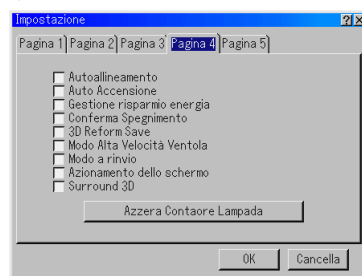 Impostazione
Pagina 1 Pagina 2 Pagina 3 Pagina 4 Pagina 5
Autoallineamento
Auto Accensione
Gestione risparmio energia
Conferma Spegnimento
3D Reform Save
Modo Alta Velocità Ventola
Modo a rinvio
Azionamento dello schermo
Surround 3D
Azzera Contaore Lampada
OK Cancella